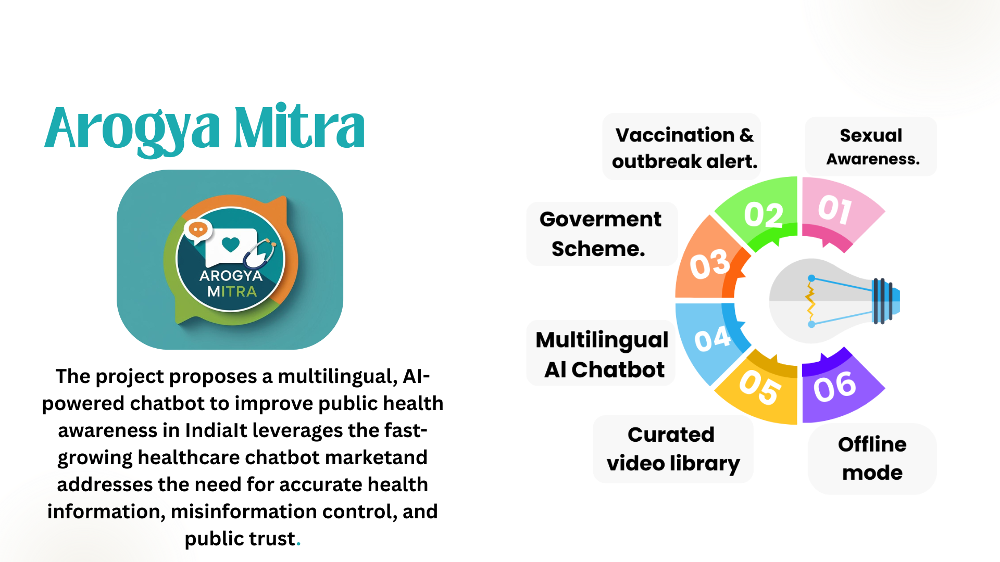 Arogya Mitra
AROGYA
MITRA
The project proposes a multilingual, AI-
powered chatbot to improve public health
awareness in IndiaIt leverages the fast-
growing healthcare chatbot marketand
addresses the need for accurate health
information, misinformation control, and
public trust.
Sexual
Awareness.
01
Vaccination &
outbreak alert.
02
Goverment
Scheme.
03
Multilingual
AI Chatbot
04
Curated
video library
05
Offline
mode
06